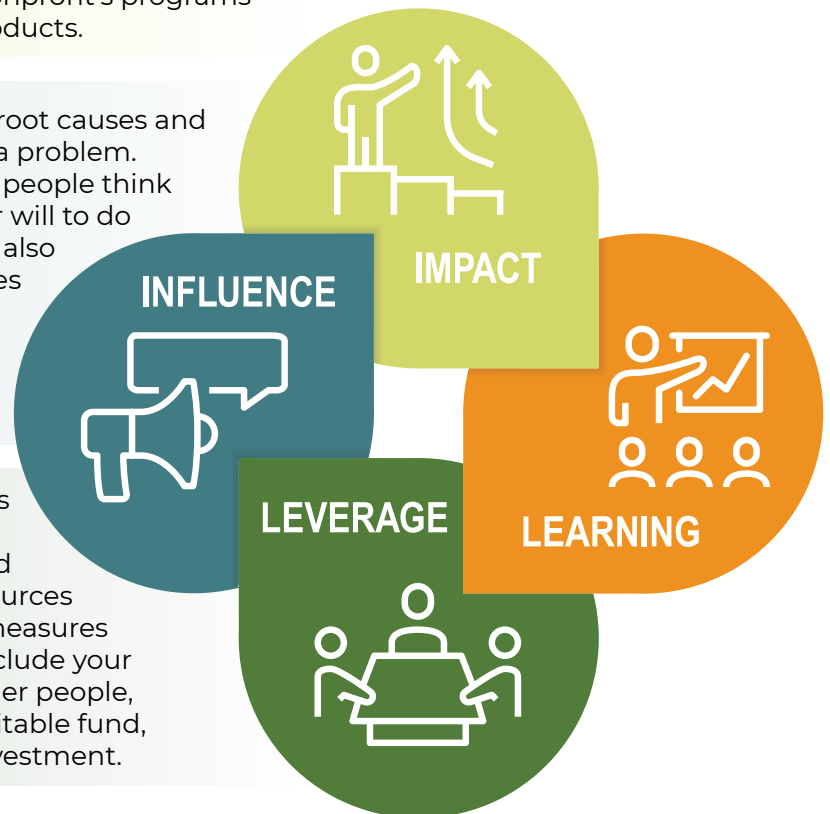 programs
oducts.
root causes and
a problem.
people think
will to do
also
es
s
d
urces
measures
clude your
er people,
itable fund,
vestment.
IMPACT
INFLUENCE
LEVERAGE
LEARNING